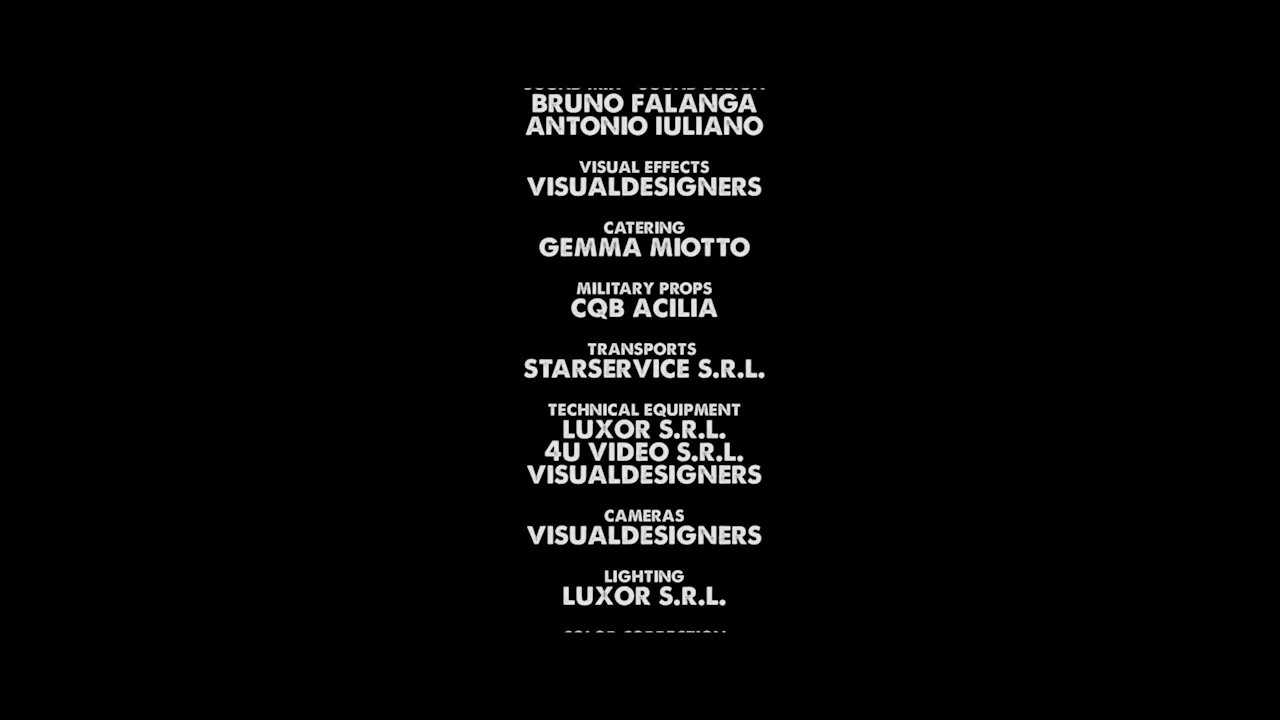 BRUNO FALANGA
ANTONIO IULIANO
VISUAL EFFECTS
VISUALDESIGNERS
CATERING
GEMMA MIOTTO
MILITARY PROPS
CQB ACILIA
TRANSPORTS
STARSERVICE S.R.L.
TECHNICAL EQUIPMENT
LUXOR S.R.L.
4U VIDEO S.R.L.
VISUALDESIGNERS
CAMERAS
VISUALDESIGNERS
LIGHTING
LUXOR S.R.L.